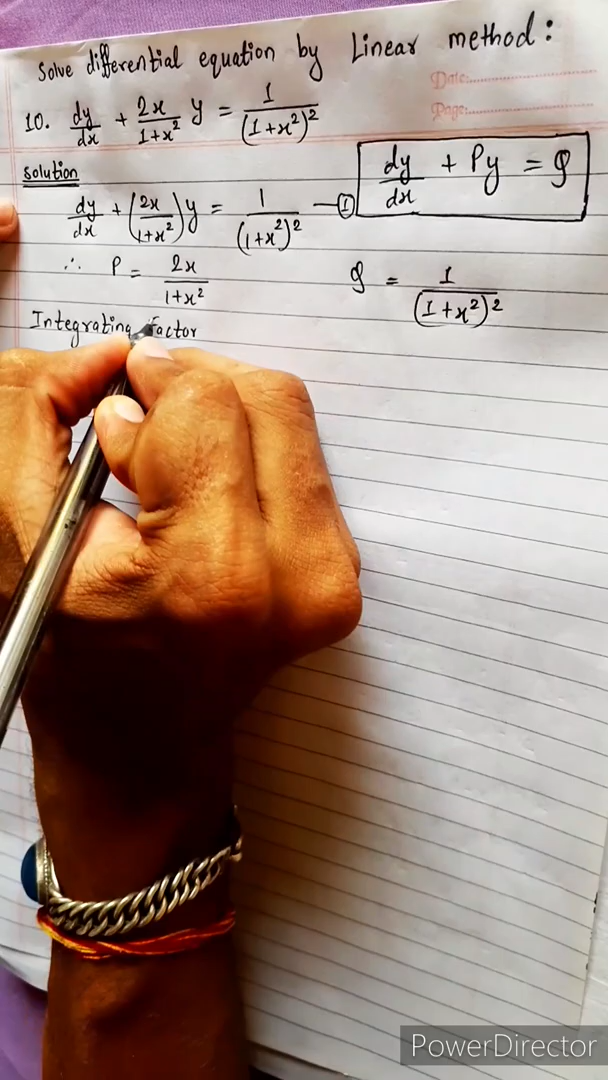 Solve differential equation by Linear method:
Date:
Page:
10. dy/dx + 2x/(1+x²) y = 1/(1+x²)²
Solution
dy/dx + Py = Q
dy/dx + (2x/(1+x²)) y = 1/(1+x²)² —①
∴ P = 2x/(1+x²) Q = 1/(1+x²)²
Integrating Factor
PowerDirector